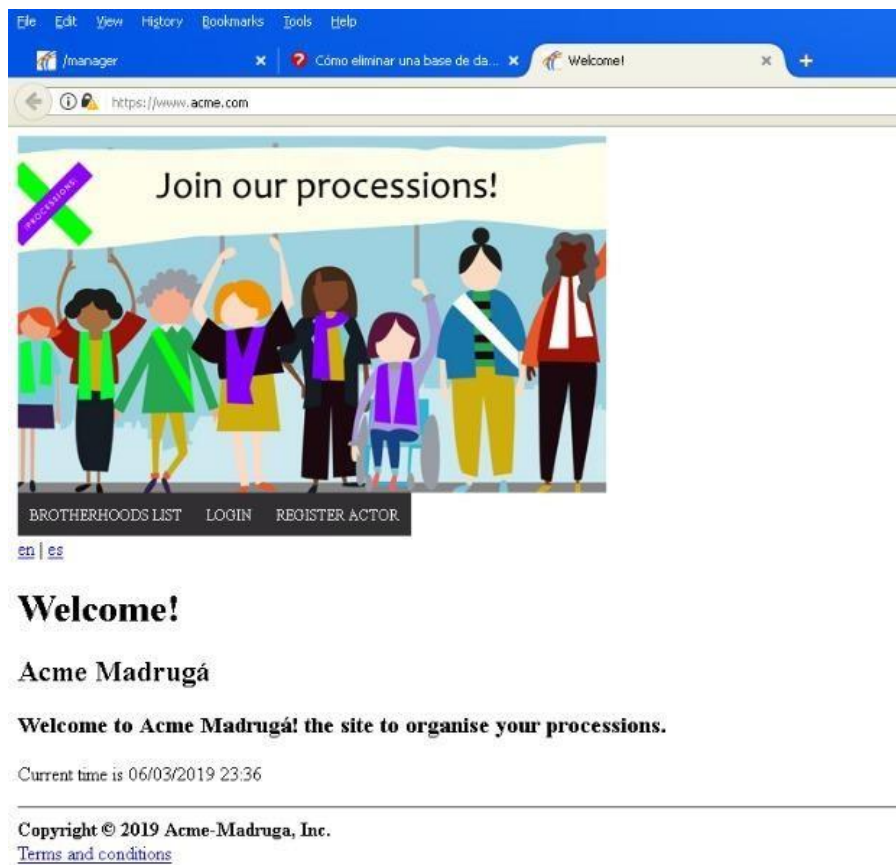 File Edit View History Bookmarks Tools Help
/manager Cómo eliminar una base de da... Welcome! +
https://www.acme.com
Join our processions!
¡PROCESSIONS!
BROTHERHOODS LIST LOGIN REGISTER ACTOR
en | es
Welcome!
Acme Madrugá
Welcome to Acme Madrugá! the site to organise your processions.
Current time is 06/03/2019 23:36
Copyright © 2019 Acme-Madruga, Inc.
Terms and conditions